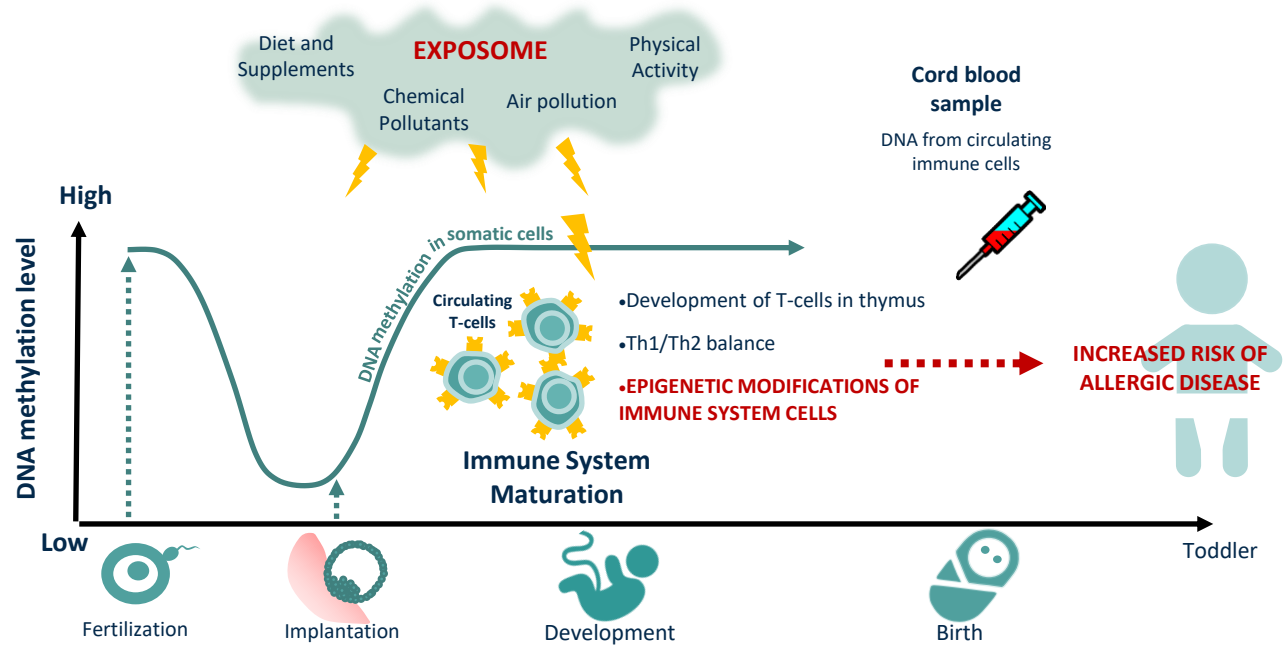 Diet and
Supplements
EXPOSOME
Physical
Activity
Chemical
Pollutants
Air pollution
Cord blood
sample
DNA from circulating
immune cells
High
DNA methylation level
Low
DNA methylation in somatic cells
Circulating
T-cells
•Development of T-cells in thymus
•Th1/Th2 balance
•EPIGENETIC MODIFICATIONS OF
IMMUNE SYSTEM CELLS
INCREASED RISK OF
ALLERGIC DISEASE
Immune System
Maturation
Toddler
Fertilization
Implantation
Development
Birth